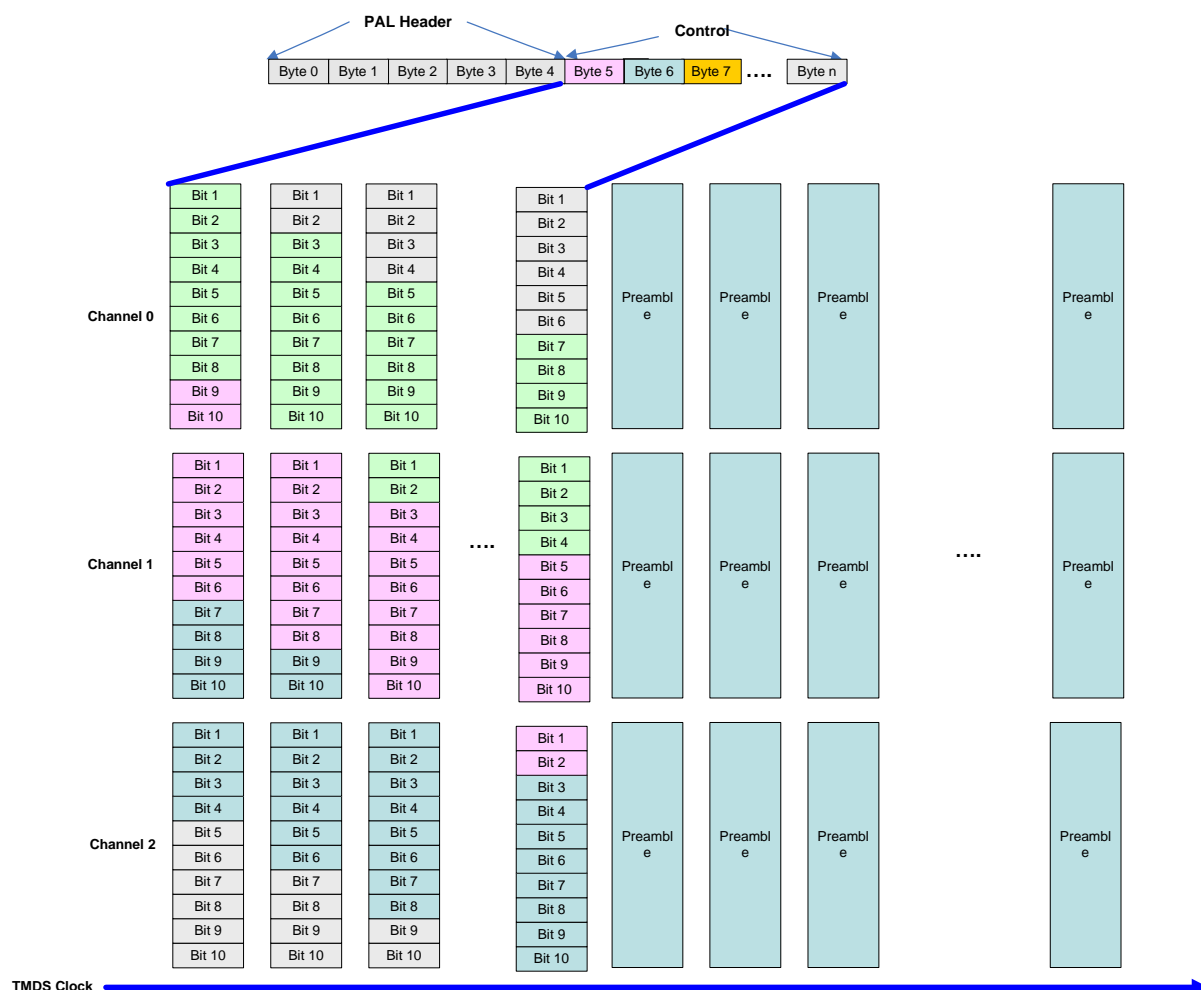 PAL Header
Control
Byte 0 Byte 1 Byte 2 Byte 3 Byte 4 Byte 5 Byte 6 Byte 7 .... Byte n
Bit 1 Bit 1 Bit 1 Bit 1
Bit 2 Bit 2 Bit 2 Bit 2
Bit 3 Bit 3 Bit 3 Bit 3
Bit 4 Bit 4 Bit 4 Bit 4
Channel 0
Bit 5 Bit 5 Bit 5 Bit 5
Bit 6 Bit 6 Bit 6 Bit 6
Bit 7 Bit 7 Bit 7 Bit 7
Bit 8 Bit 8 Bit 8 Bit 8
Bit 9 Bit 9 Bit 9 Bit 9
Bit 10 Bit 10 Bit 10 Bit 10
Preambl Preambl Preambl Preambl
e e e e
Bit 1 Bit 1 Bit 1 Bit 1
Bit 2 Bit 2 Bit 2 Bit 2
Bit 3 Bit 3 Bit 3 Bit 3
Bit 4 Bit 4 Bit 4 Bit 4
Channel 1
Bit 5 Bit 5 Bit 5 .... Bit 5
Bit 6 Bit 6 Bit 6 Bit 6
Bit 7 Bit 7 Bit 7 Bit 7
Bit 8 Bit 8 Bit 8 Bit 8
Bit 9 Bit 9 Bit 9 Bit 9
Bit 10 Bit 10 Bit 10 Bit 10
Preambl Preambl Preambl .... Preambl
e e e e
Bit 1 Bit 1 Bit 1 Bit 1
Bit 2 Bit 2 Bit 2 Bit 2
Bit 3 Bit 3 Bit 3 Bit 3
Bit 4 Bit 4 Bit 4 Bit 4
Channel 2
Bit 5 Bit 5 Bit 5 Bit 5
Bit 6 Bit 6 Bit 6 Bit 6
Bit 7 Bit 7 Bit 7 Bit 7
Bit 8 Bit 8 Bit 8 Bit 8
Bit 9 Bit 9 Bit 9 Bit 9
Bit 10 Bit 10 Bit 10 Bit 10
Preambl Preambl Preambl Preambl
e e e e
TMDS Clock